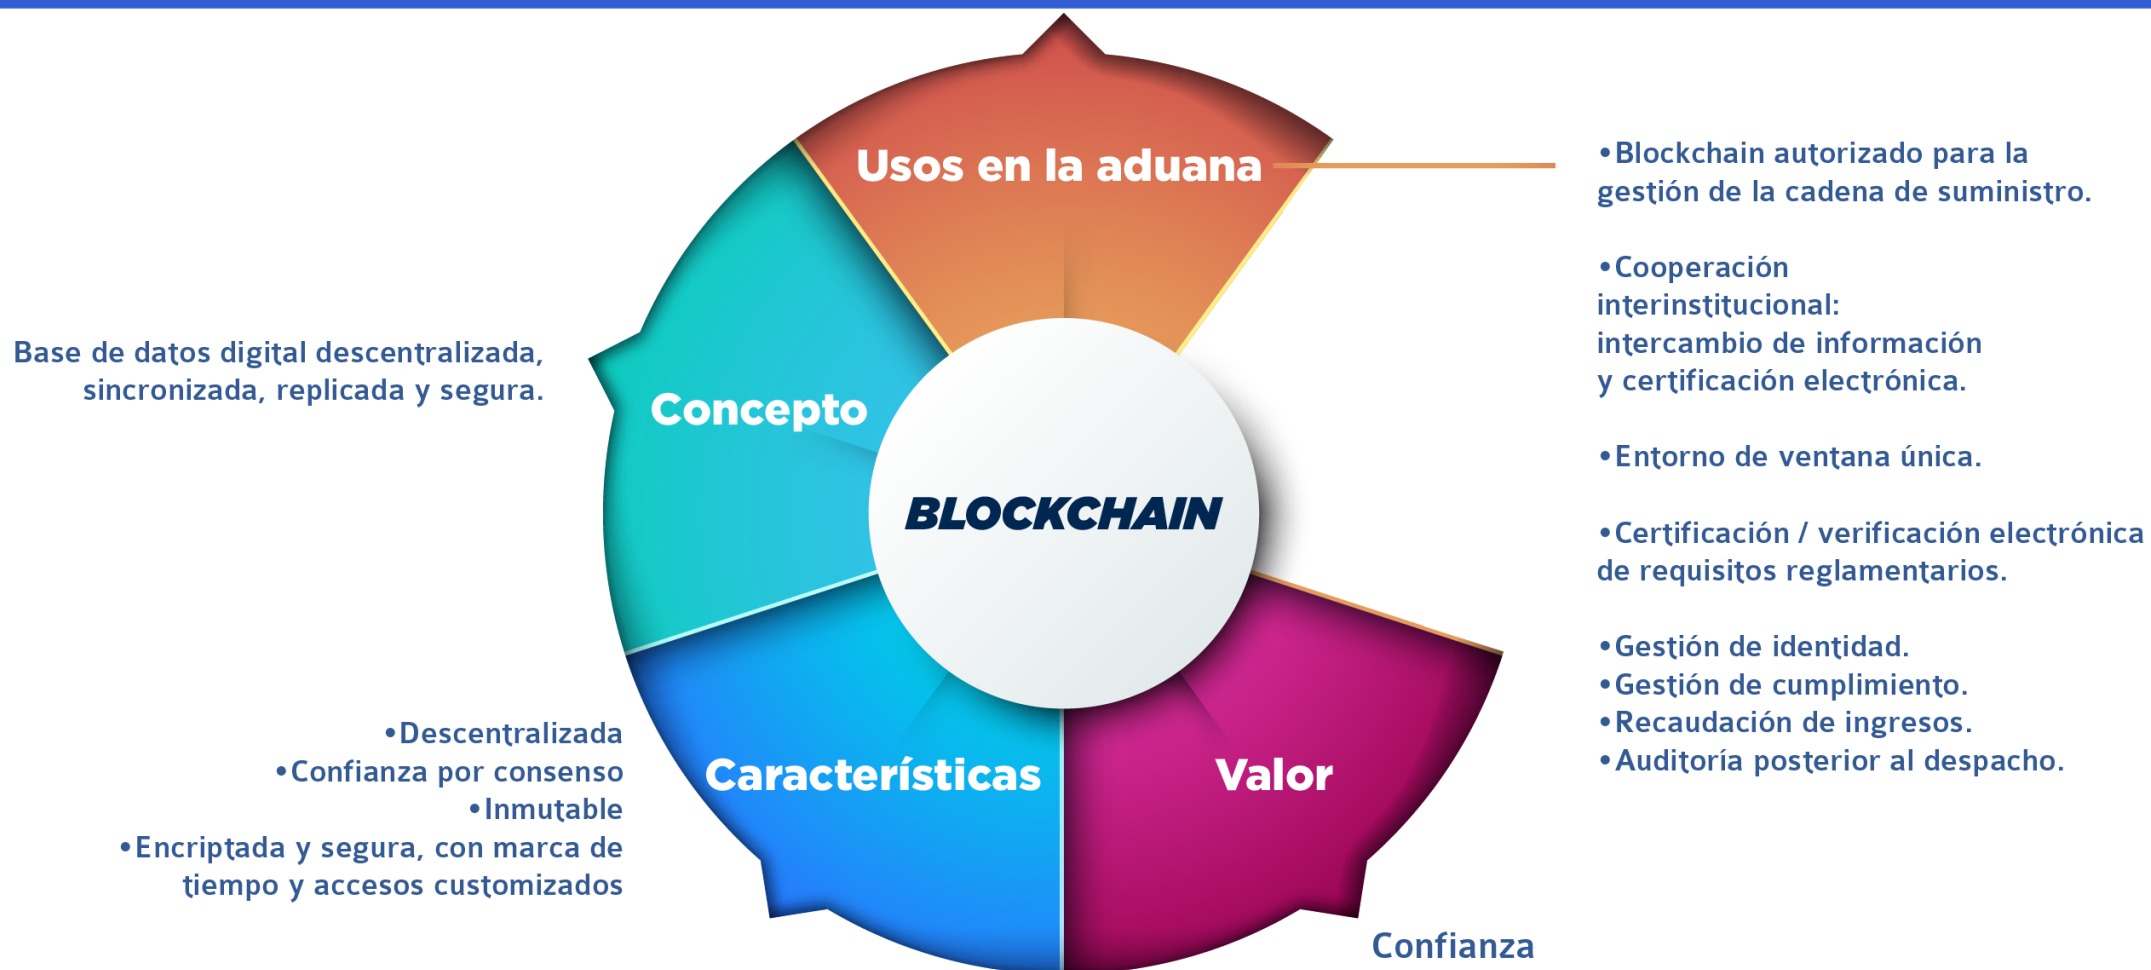 Usos en la aduana
•Blockchain autorizado para la
gestión de la cadena de suministro.
•Cooperación
interinstitucional:
intercambio de información
y certificación electrónica.
•Entorno de ventana única.
•Certificación / verificación electrónica
de requisitos reglamentarios.
•Gestión de identidad.
•Gestión de cumplimiento.
•Recaudación de ingresos.
•Auditoría posterior al despacho.
Base de datos digital descentralizada,
sincronizada, replicada y segura.
Concepto
BLOCKCHAIN
•Descentralizada
•Confianza por consenso
•Inmutable
•Encriptada y segura, con marca de
tiempo y accesos customizados
Características
Valor
Confianza